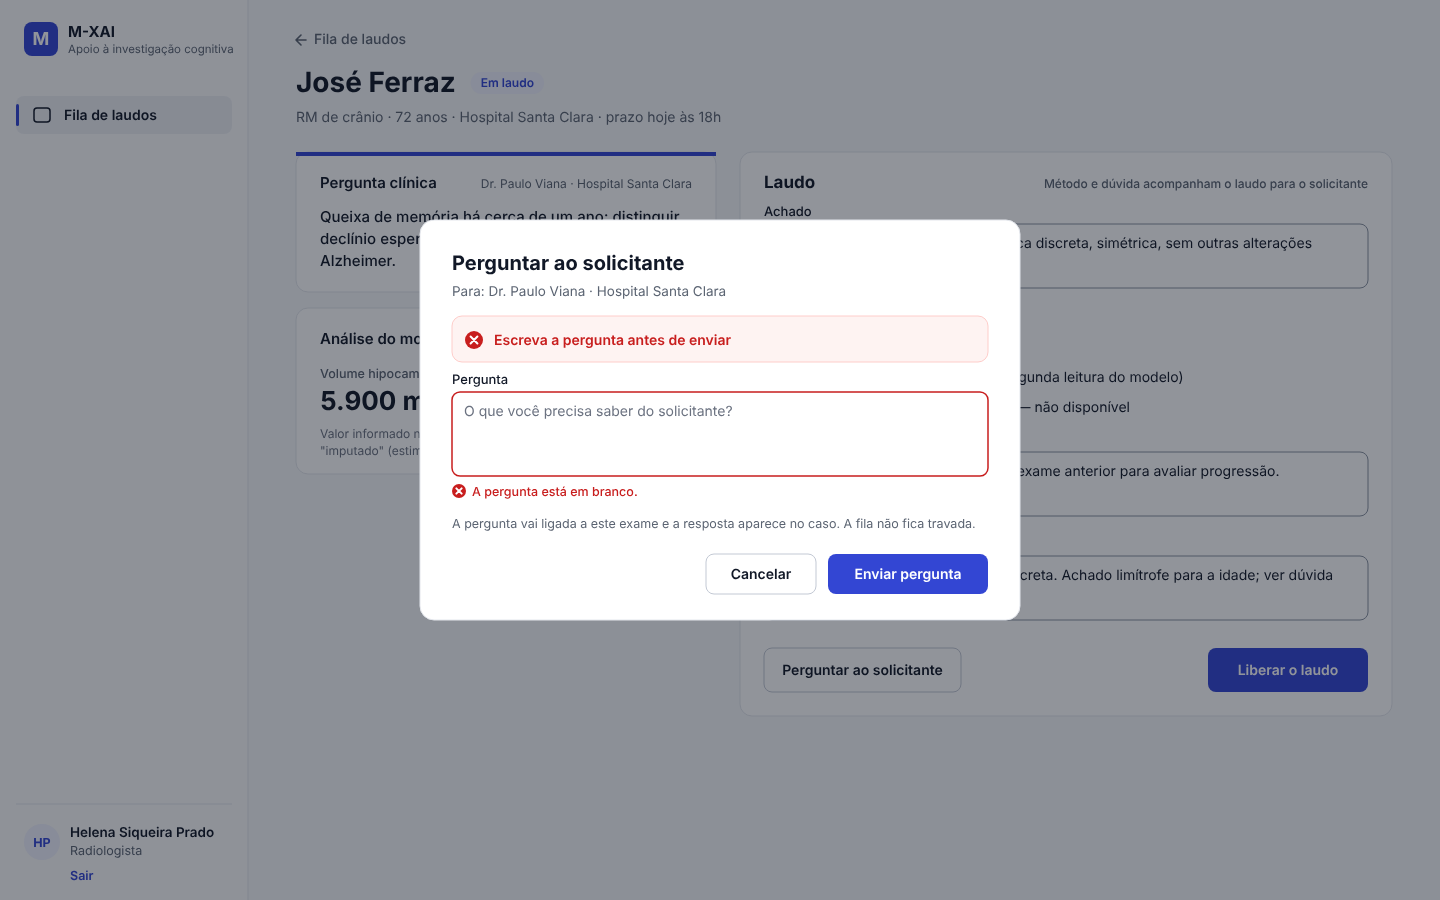 M
M-XAI
Apoio à investigação cognitiva
Fila de laudos
Fila de laudos
José Ferraz
Em laudo
RM de crânio · 72 anos · Hospital Santa Clara · prazo hoje às 18h
Pergunta clínica
Dr. Paulo Viana · Hospital Santa Clara
Queixa de memória há cerca de um ano; distinguir
declínio
Alzheimer.
Análise do
Volume
5.900
Valor informado
"imputado"
Laudo
Método e dúvida acompanham o laudo para o solicitante
Achado
discreta, simétrica, sem outras alterações
leitura do modelo)
— não disponível
exame anterior para avaliar progressão.
Achado limítrofe para a idade; ver dúvida
Perguntar ao solicitante
Liberar o laudo
Perguntar ao solicitante
Para: Dr. Paulo Viana · Hospital Santa Clara
Escreva a pergunta antes de enviar
Pergunta
O que você precisa saber do solicitante?
A pergunta está em branco.
A pergunta vai ligada a este exame e a resposta aparece no caso. A fila não fica travada.
Cancelar
Enviar pergunta
HP
Helena Siqueira Prado
Radiologista
Sair